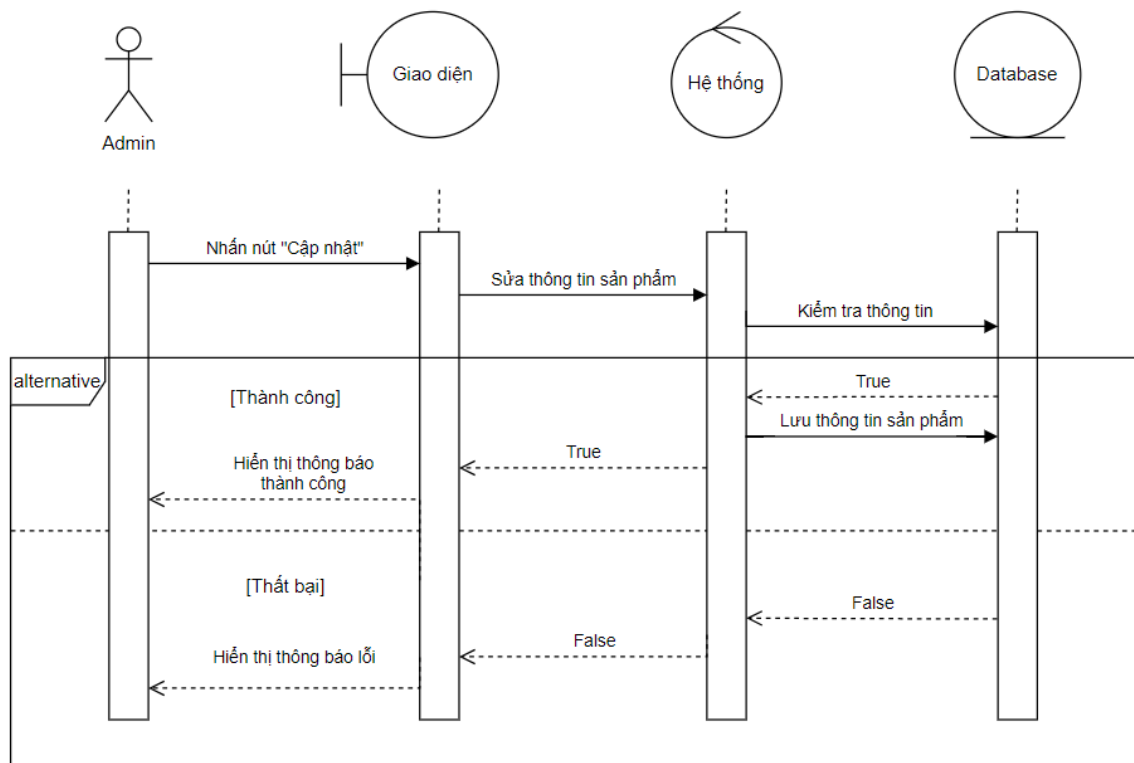 Giao diện
Hệ thống
Database
Admin
Nhấn nút "Cập nhật"
Sửa thông tin sản phẩm
Kiểm tra thông tin
alternative
[Thành công]
True
Lưu thông tin sản phẩm
True
Hiển thị thông báo
thành công
[Thất bại]
False
False
Hiển thị thông báo lỗi